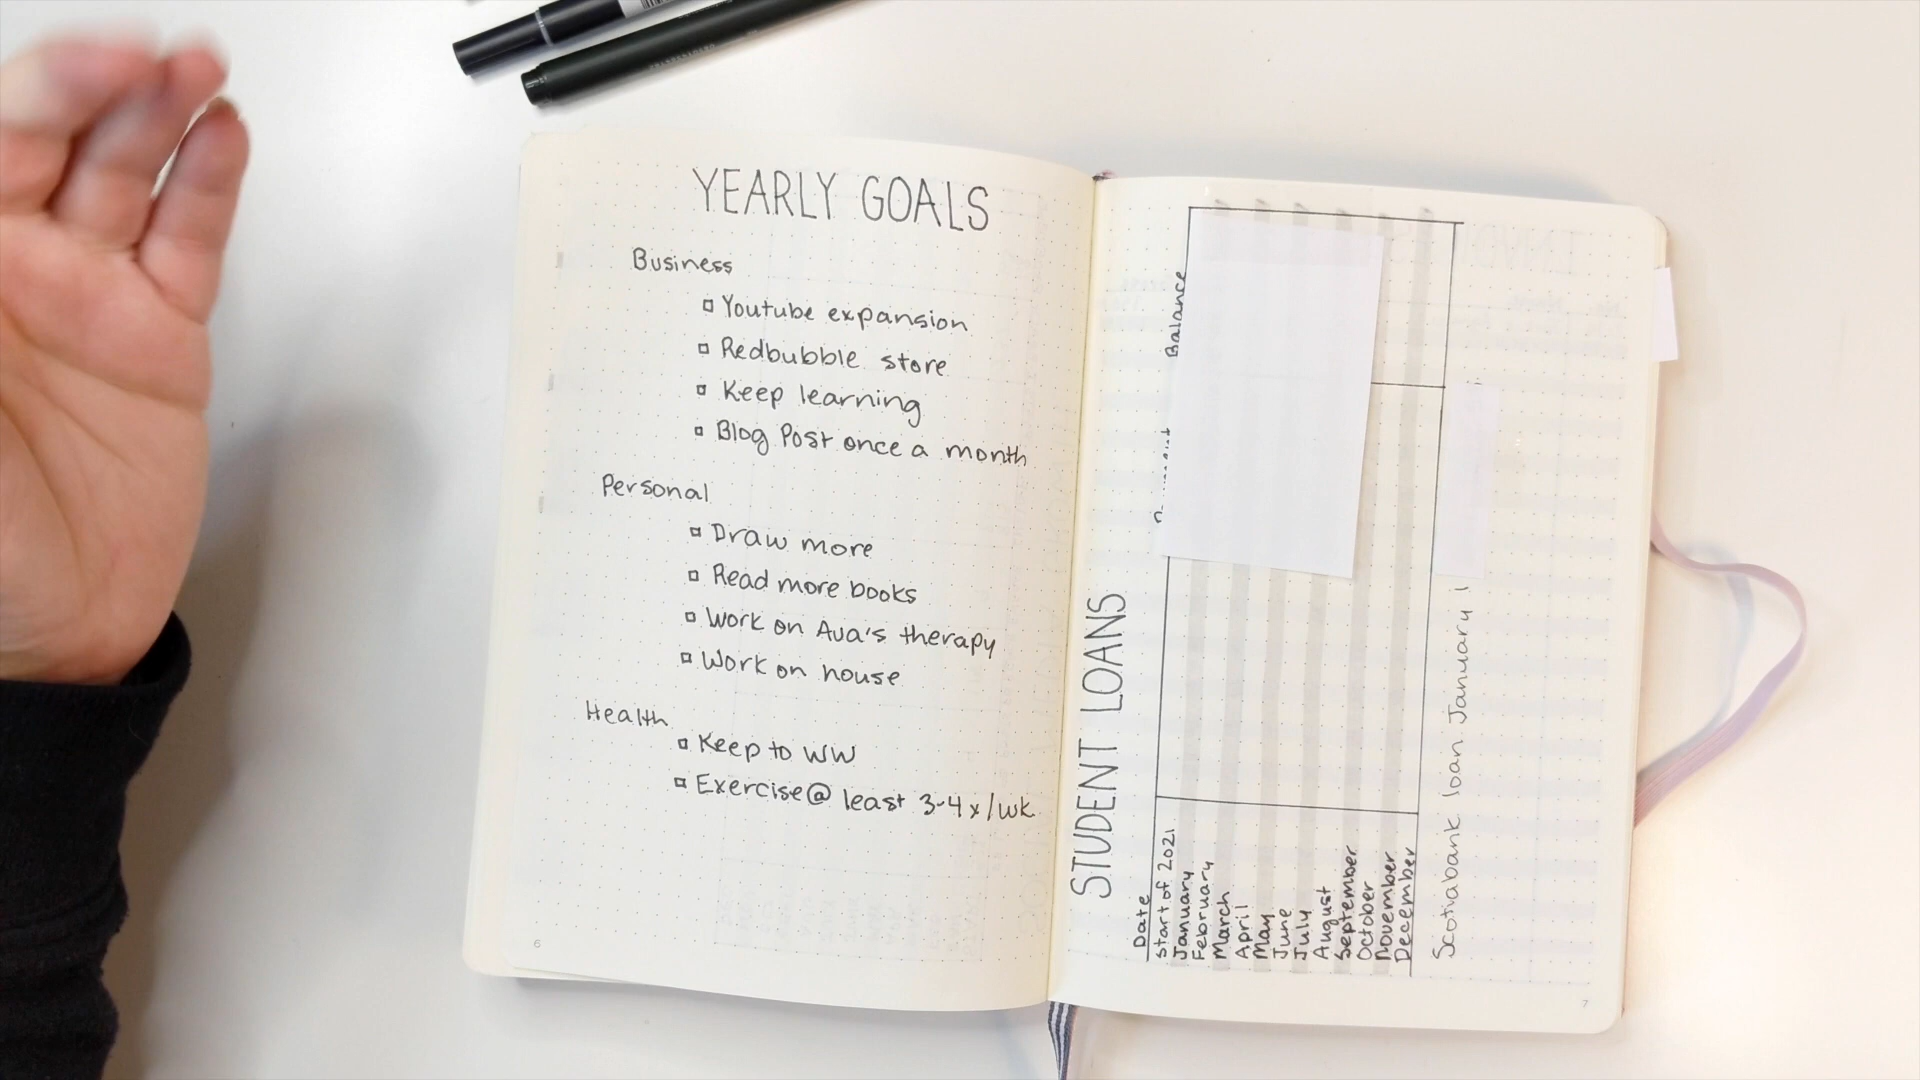 YEARLY GOALS
Business
Youtube expansion
Redbubble store
Keep learning
Blog Post once a month
Personal
Draw more
Read more books
Work on Ava's therapy
Work on house
Health
Keep to WW
Exercise @ least 3-4x/wk
6
STUDENT LOANS
Date
Balance
Start of 2021
January
February
March
April
May
June
July
August
September
October
November
December
Scotiabank loan January 1
7